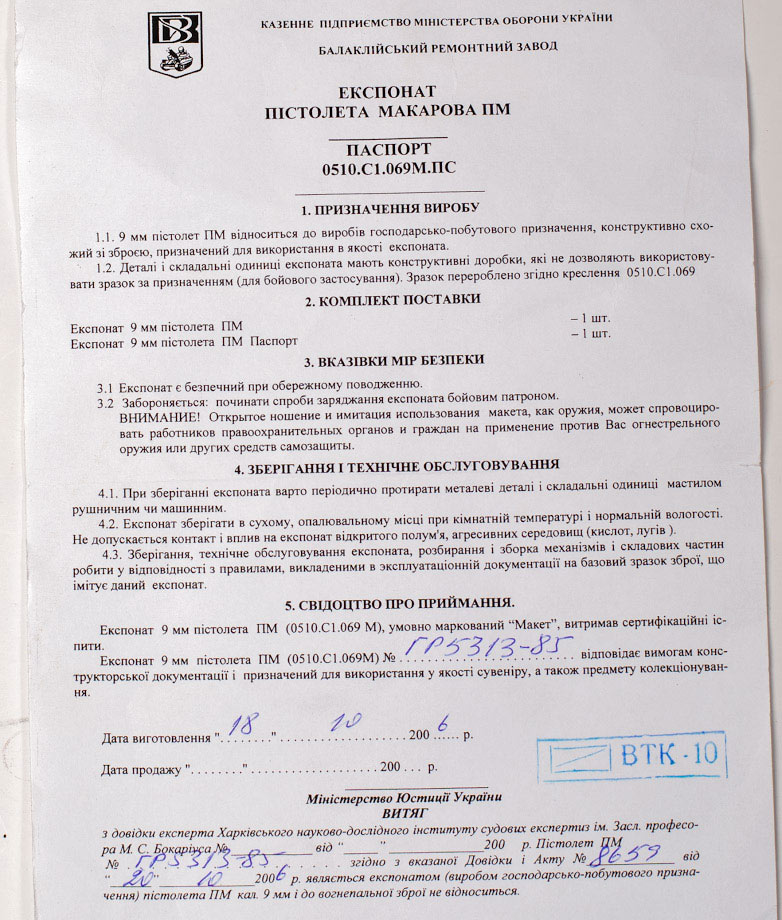 КАЗЕННЕ ПІДПРИЄМСТВО МІНІСТЕРСТВА ОБОРОНИ УКРАЇНИ
БАЛАКЛІЙСЬКИЙ РЕМОНТНИЙ ЗАВОД
ЕКСПОНАТ
ПІСТОЛЕТА МАКАРОВА ПМ
ПАСПОРТ
0510.С1.069М.ПС
1. ПРИЗНАЧЕННЯ ВИРОБУ
1.1. 9 мм пістолет ПМ відноситься до виробів господарсько-побутового призначення, конструктивно схо-
жий зі зброєю, призначений для використання в якості експоната.
1.2. Деталі і складальні одиниці експоната мають конструктивні доробки, які не дозволяють використову-
вати зразок за призначенням (для бойового застосування). Зразок перероблено згідно креслення 0510.С1.069
2. КОМПЛЕКТ ПОСТАВКИ
Експонат 9 мм пістолета ПМ – 1 шт.
Експонат 9 мм пістолета ПМ Паспорт – 1 шт.
3. ВКАЗІВКИ МІР БЕЗПЕКИ
3.1 Експонат є безпечний при обережному поводженню.
3.2 Забороняється: починати спроби заряджання експоната бойовим патроном.
ВНИМАНИЕ! Открытое ношение и имитация использования макета, как оружия, может спровоциро-
вать работников правоохранительных органов и граждан на применение против Вас огнестрельного
оружия или других средств самозащиты.
4. ЗБЕРІГАННЯ І ТЕХНІЧНЕ ОБСЛУГОВУВАННЯ
4.1. При зберіганні експоната варто періодично протирати металеві деталі і складальні одиниці мастилом
рушничним чи машинним.
4.2. Експонат зберігати в сухому, опалювальному місці при кімнатній температурі і нормальній вологості.
Не допускається контакт і вплив на експонат відкритого полум'я, агресивних середовищ (кислот, лугів ).
4.3. Зберігання, технічне обслуговування експоната, розбирання і зборка механізмів і складових частин
робити у відповідності з правилами, викладеними в эксплуатаційній документації на базовий зразок зброї, що
імітує даний експонат.
5. СВІДОЦТВО ПРО ПРИЙМАННЯ.
Експонат 9 мм пістолета ПМ (0510.С1.069 М), умовно маркований “Макет”, витримав сертифікаційні іс-
пити.
Експонат 9 мм пістолета ПМ (0510.С1.069М) № ГР5313-85 відповідає вимогам конс-
трукторської документації і призначений для використання у якості сувеніру, а також предмету колекціонуван-
ня.
Дата виготовлення "18" 10 2006 р.
Дата продажу "........" .................... 200 ... р.
ВТК - 10
Міністерство Юстиції України
ВИТЯГ
з довідки експерта Харківського науково-дослідного інституту судових експертиз ім. Засл. професо-
ра М. С. Бокаріуса №____________ від “_____” ______________200 р. Пістолет ПМ
№ ГР5313-85 згідно з вказаної Довідки і Акту № 8659 від
“20” 10 2006 р. являється експонатом (виробом господарсько-побутового призна-
чення) пістолета ПМ кал. 9 мм і до вогнепальної зброї не відноситься.